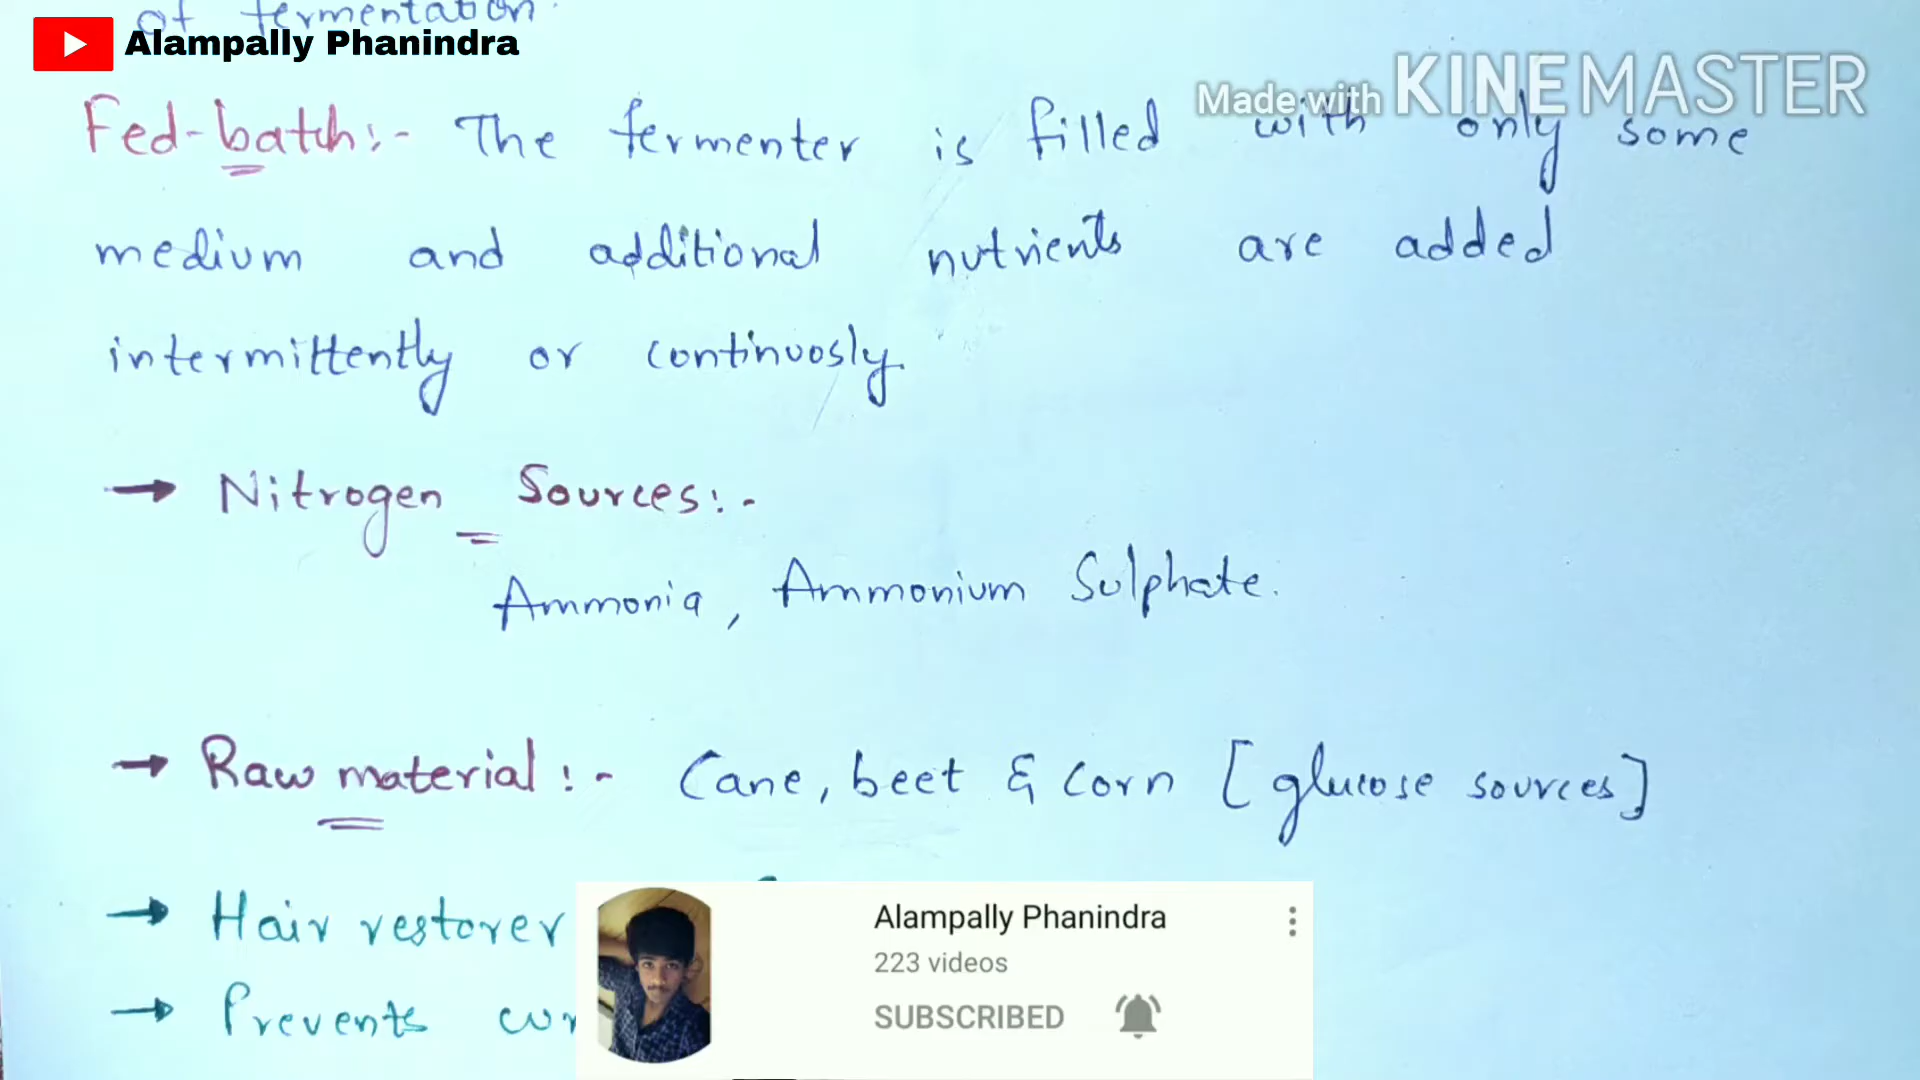 of fermentation.
Alampally Phanindra
Made with KINEMASTER
Fed-batch:- The fermenter is filled with only some
medium and additional nutrients are added
intermittently or continuosly.
→ Nitrogen Sources:-
Ammonia, Ammonium Sulphate.
→ Raw material:- Cane, beet & corn [glucose sources]
→ Hair restorer
→ Prevents
Alampally Phanindra
223 videos
SUBSCRIBED